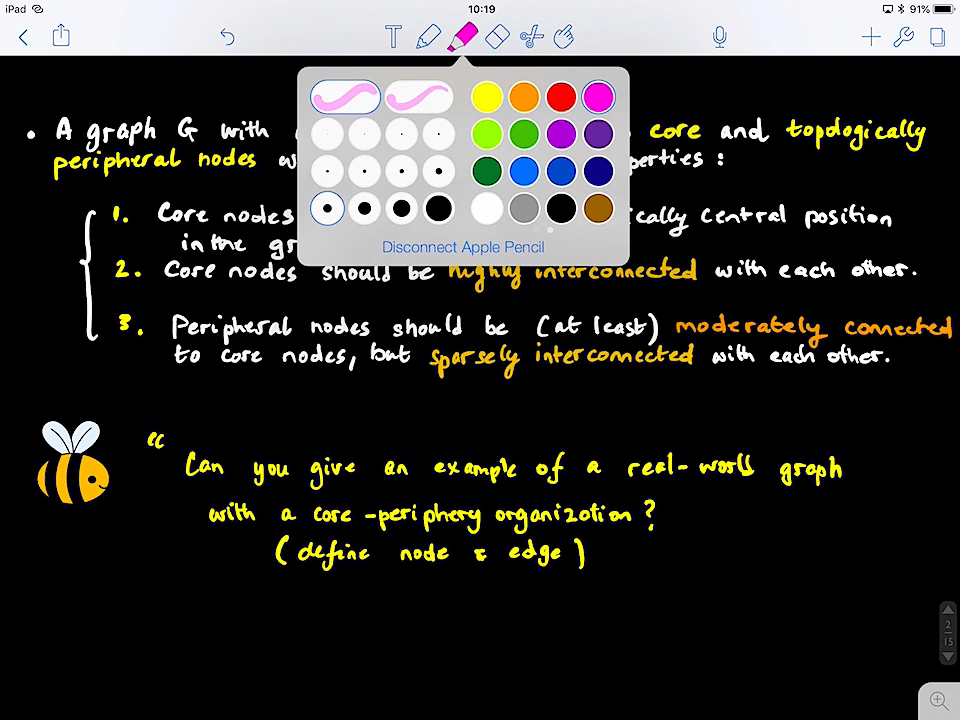 iPad 10:19 91%
T
• A graph G with core and topologically
peripheral nodes properties :
1. Core nodes central position
in the
2. Core nodes should be highly interconnected with each other.
3. Peripheral nodes should be (at least) moderately connected
to core nodes, but sparsely interconnected with each other.
Disconnect Apple Pencil
“ Can you give an example of a real-world graph
with a core-periphery organization ?
(define node & edge)
2
15